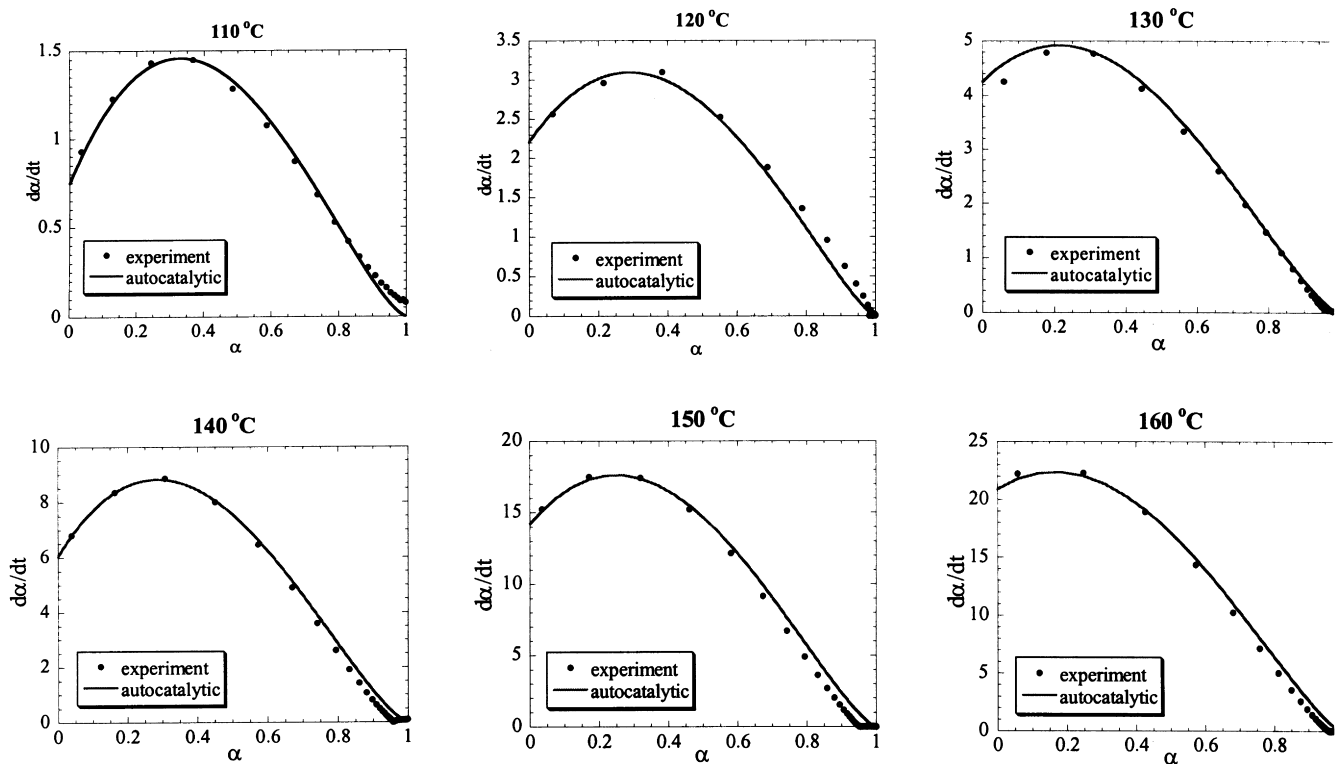 110 °C
1.5
1
0.5
0
dα/dt
experiment
autocatalytic
0 0.2 0.4 0.6 0.8 1
α
120 °C
3.5
3
2.5
2
1.5
1
0.5
0
dα/dt
experiment
autocatalytic
0 0.2 0.4 0.6 0.8 1
α
130 °C
5
4
3
2
1
0
dα/dt
experiment
autocatalytic
0 0.2 0.4 0.6 0.8
α
140 °C
10
8
6
4
2
0
dα/dt
experiment
autocatalytic
0 0.2 0.4 0.6 0.8 1
α
150 °C
20
15
10
5
0
dα/dt
experiment
autocatalytic
0 0.2 0.4 0.6 0.8 1
α
160 °C
25
20
15
10
5
0
dα/dt
experiment
autocatalytic
0 0.2 0.4 0.6 0.8
α